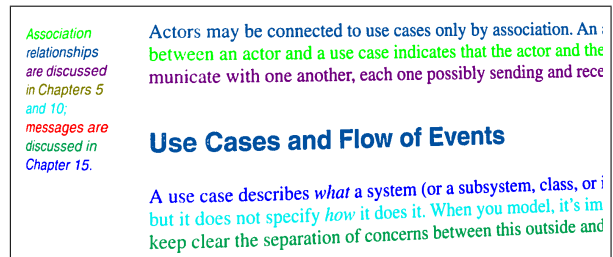 Association
relationships
are discussed
in Chapters 5
and 10;
messages are
discussed in
Chapter 15.
Actors may be connected to use cases only by association. An
between an actor and a use case indicates that the actor and the
municate with one another, each one possibly sending and rece
Use Cases and Flow of Events
A use case describes what a system (or a subsystem, class, or i
but it does not specify how it does it. When you model, it's im
keep clear the separation of concerns between this outside and